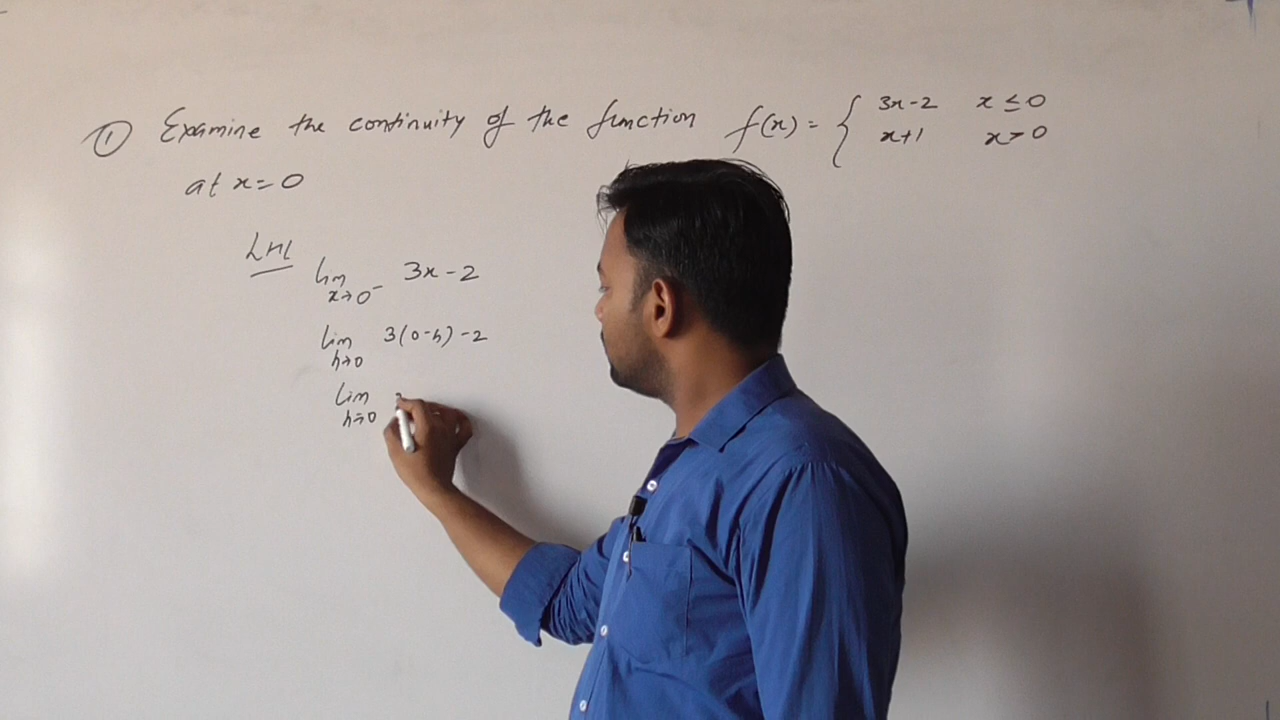 ① Examine the continuity of the function f(x) = { 3x-2 x ≤ 0
x+1 x > 0
at x = 0
LHL
lim x→0⁻ 3x - 2
lim h→0 3(0-h) - 2
lim h→0